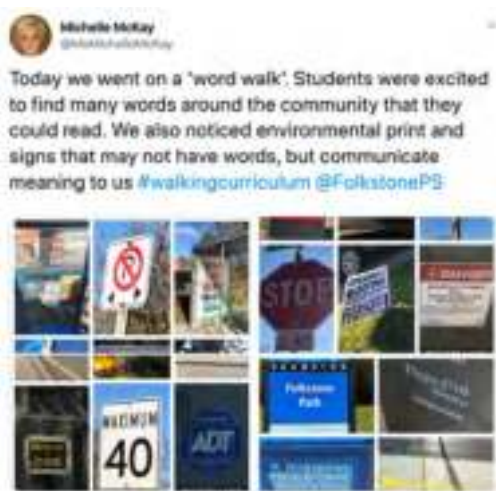 Michelle McKay
Today we went on a "word walk". Students were excited
to find many words around the community that they
could read. We also noticed environmental print and
signs that may not have words, but communicate
meaning to us #walkingcurriculum @FolkstonePS
STOP
DANGER
MAXIMUM
40
ADT
BRAMPTON
Folkstone
Park